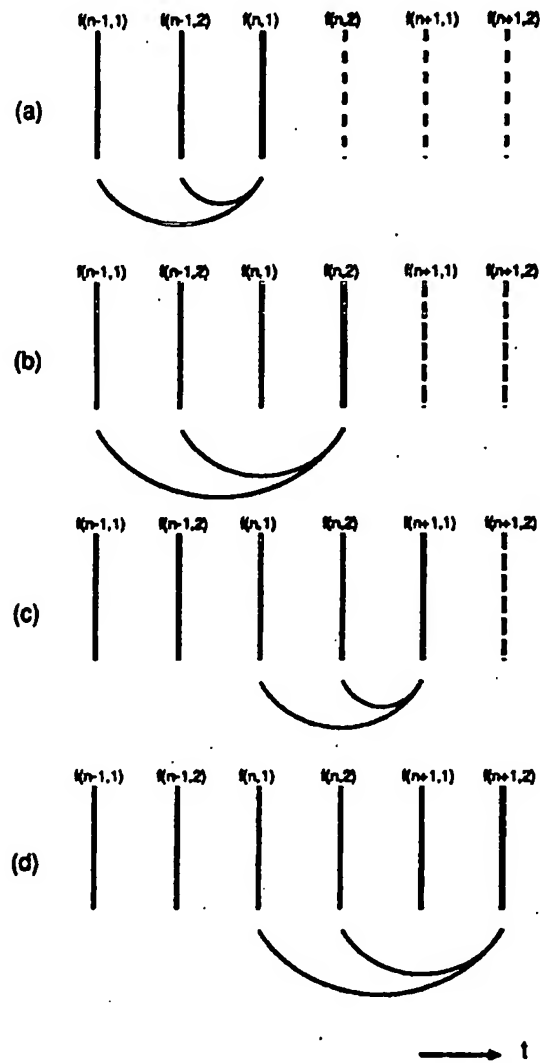 f(n-1,1) f(n-1,2) f(n,1) f(n,2) f(n+1,1) f(n+1,2)
(a)
f(n-1,1) f(n-1,2) f(n,1) f(n,2) f(n+1,1) f(n+1,2)
(b)
f(n-1,1) f(n-1,2) f(n,1) f(n,2) f(n+1,1) f(n+1,2)
(c)
f(n-1,1) f(n-1,2) f(n,1) f(n,2) f(n+1,1) f(n+1,2)
(d)
t